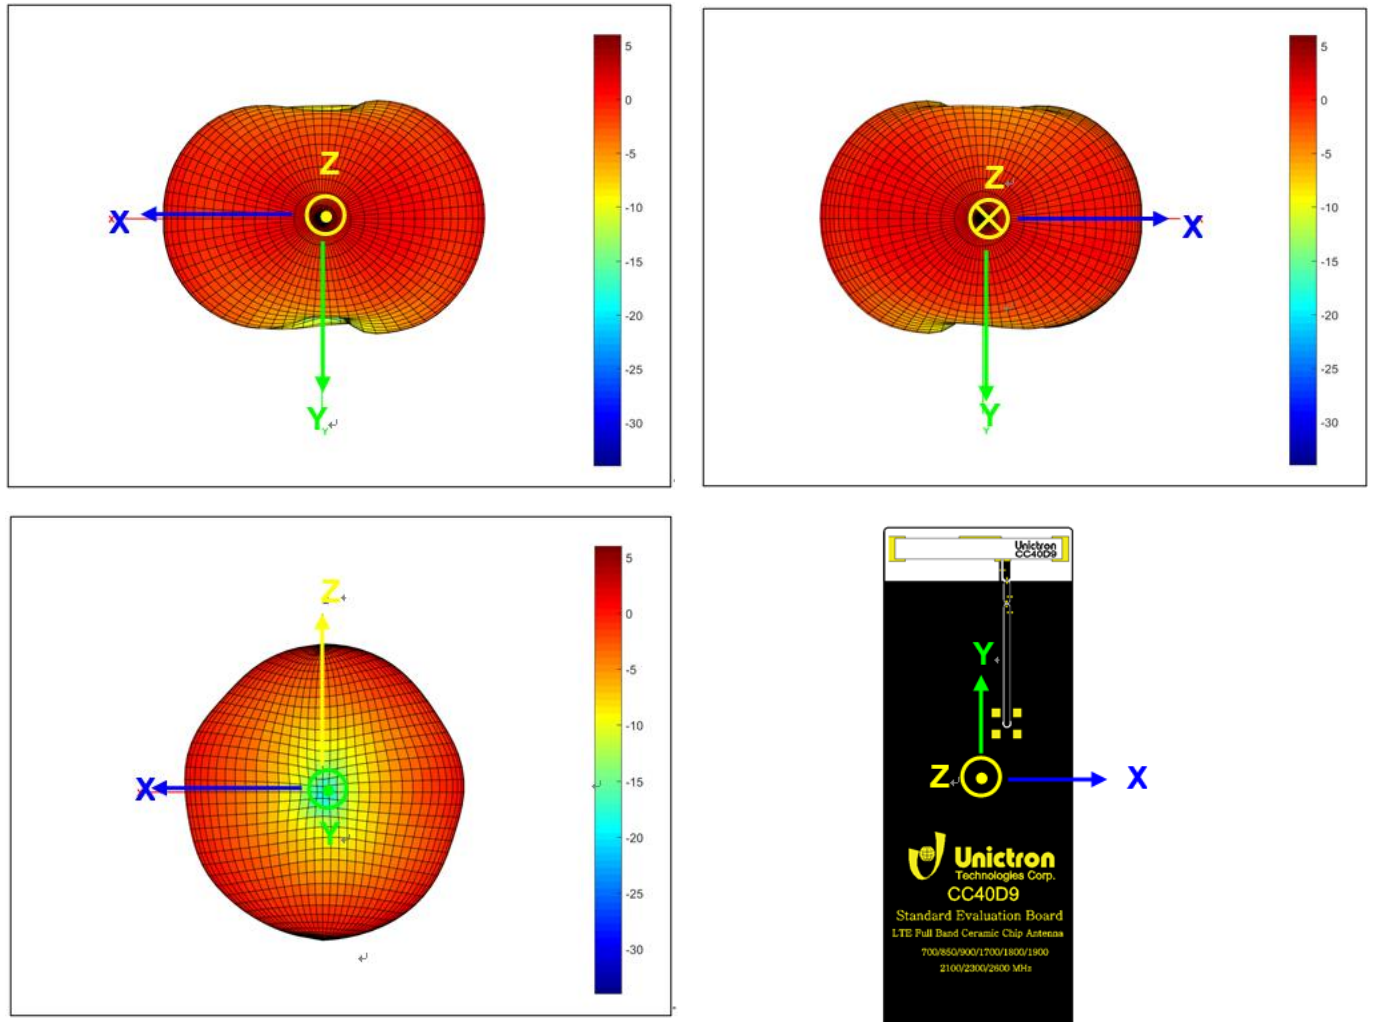 5
0
-5
-10
-15
-20
-25
-30
Z
X
Y
Y
5
0
-5
-10
-15
-20
-25
-30
Z
X
Y
Y
5
0
-5
-10
-15
-20
-25
-30
Z
X
Y
Unictron
CC40D9
Y
Z
X
Unictron
Technologies Corp.
CC40D9
Standard Evaluation Board
LTE Full Band Ceramic Chip Antenna
700/850/900/1700/1800/1900
2100/2300/2600 MHz